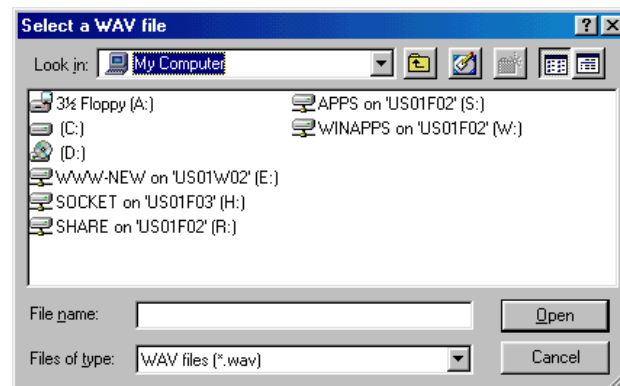 Select a WAV file
Look in: My Computer
3½ Floppy (A:)
(C:)
(D:)
WWW-NEW on 'US01W02' (E:)
SOCKET on 'US01F03' (H:)
SHARE on 'US01F02' (R:)
APPS on 'US01F02' (S:)
WINAPPS on 'US01F02' (W:)
File name:
Open
Files of type: WAV files (*.wav)
Cancel